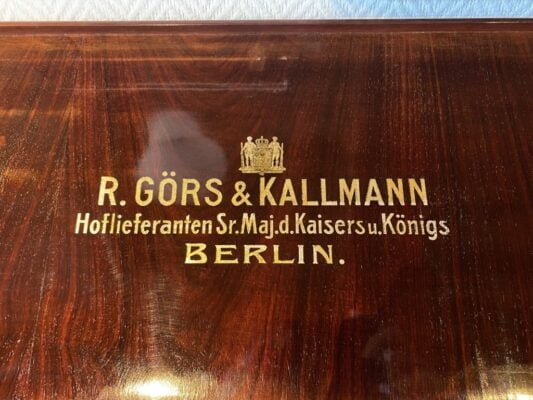 R. GÖRS & KALLMANN
Hoflieferanten Sr. Maj. d. Kaisers u. Königs
BERLIN.